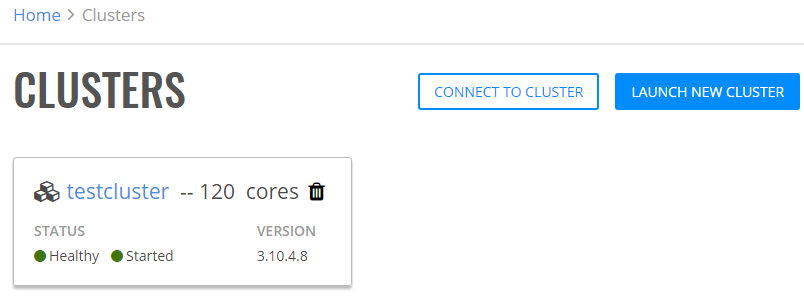 Home > Clusters
CLUSTERS
CONNECT TO CLUSTER
LAUNCH NEW CLUSTER
testcluster -- 120 cores
STATUS VERSION
Healthy Started 3.10.4.8